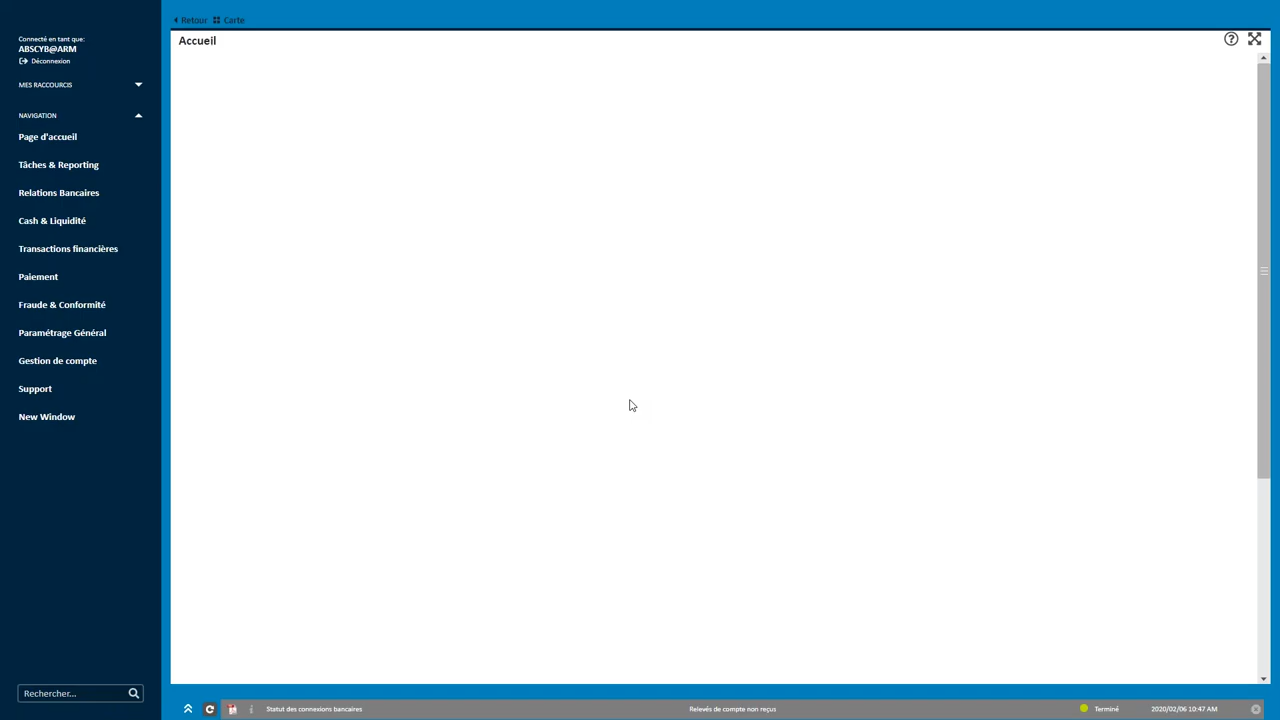 Retour Carte
Connecté en tant que:
ABSCYB@ARM
Déconnexion
MES RACCOURCIS
NAVIGATION
Page d'accueil
Tâches & Reporting
Relations Bancaires
Cash & Liquidité
Transactions financières
Paiement
Fraude & Conformité
Paramétrage Général
Gestion de compte
Support
New Window
Rechercher...
Accueil
Statut des connexions bancaires Relevés de compte non reçus Terminé 2020/02/06 10:47 AM